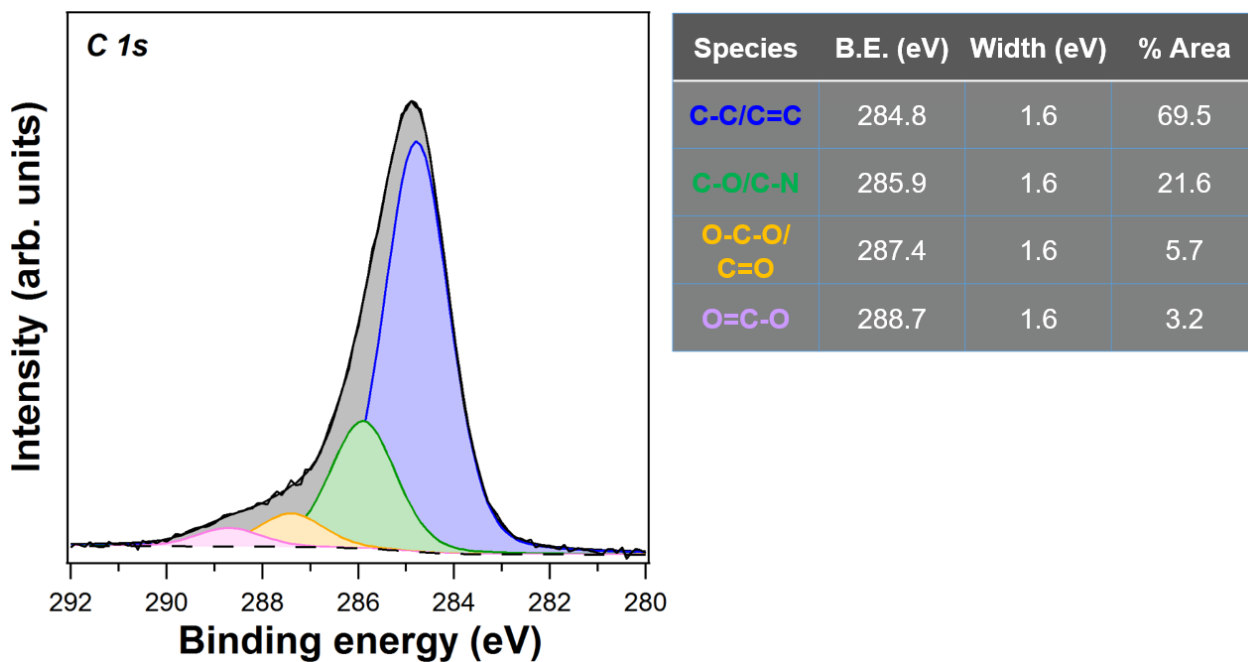 C 1s
Intensity (arb. units)
292 290 288 286 284 282 280
Binding energy (eV)
Species B.E. (eV) Width (eV) % Area
C-C/C=C 284.8 1.6 69.5
C-O/C-N 285.9 1.6 21.6
O-C-O/
C=O 287.4 1.6 5.7
O=C-O 288.7 1.6 3.2